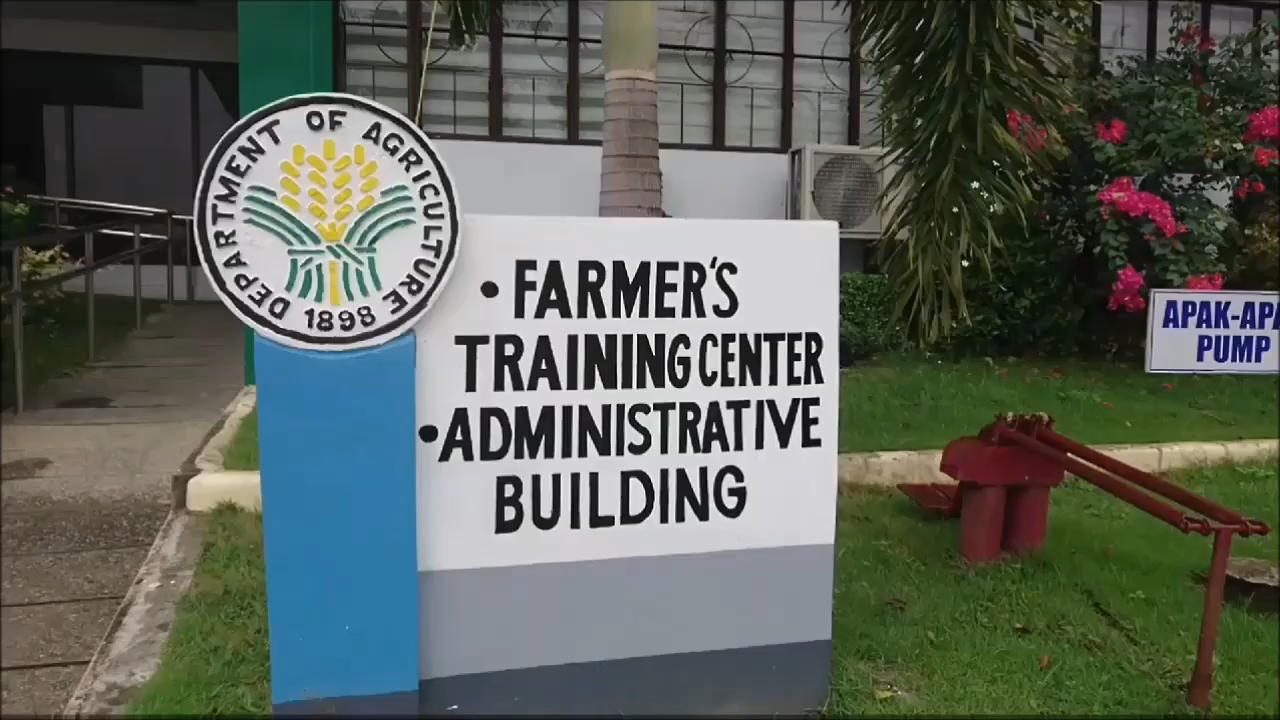 DEPARTMENT OF AGRICULTURE
1898
• FARMER'S
TRAINING CENTER
• ADMINISTRATIVE
BUILDING
PUMP